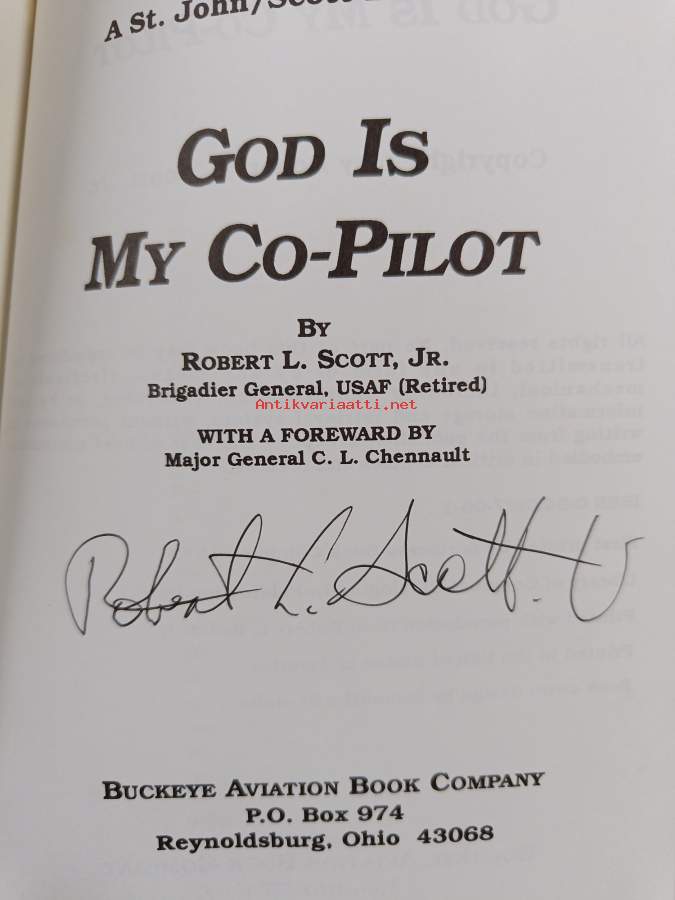 A St. John/Scott
GOD IS
MY CO-PILOT
BY
ROBERT L. SCOTT, JR.
Brigadier General, USAF (Retired)
Antikvariaatti.net
WITH A FOREWARD BY
Major General C. L. Chennault
Robert L. Scott. Jr
BUCKEYE AVIATION BOOK COMPANY
P.O. BOX 974
Reynoldsburg, Ohio 43068